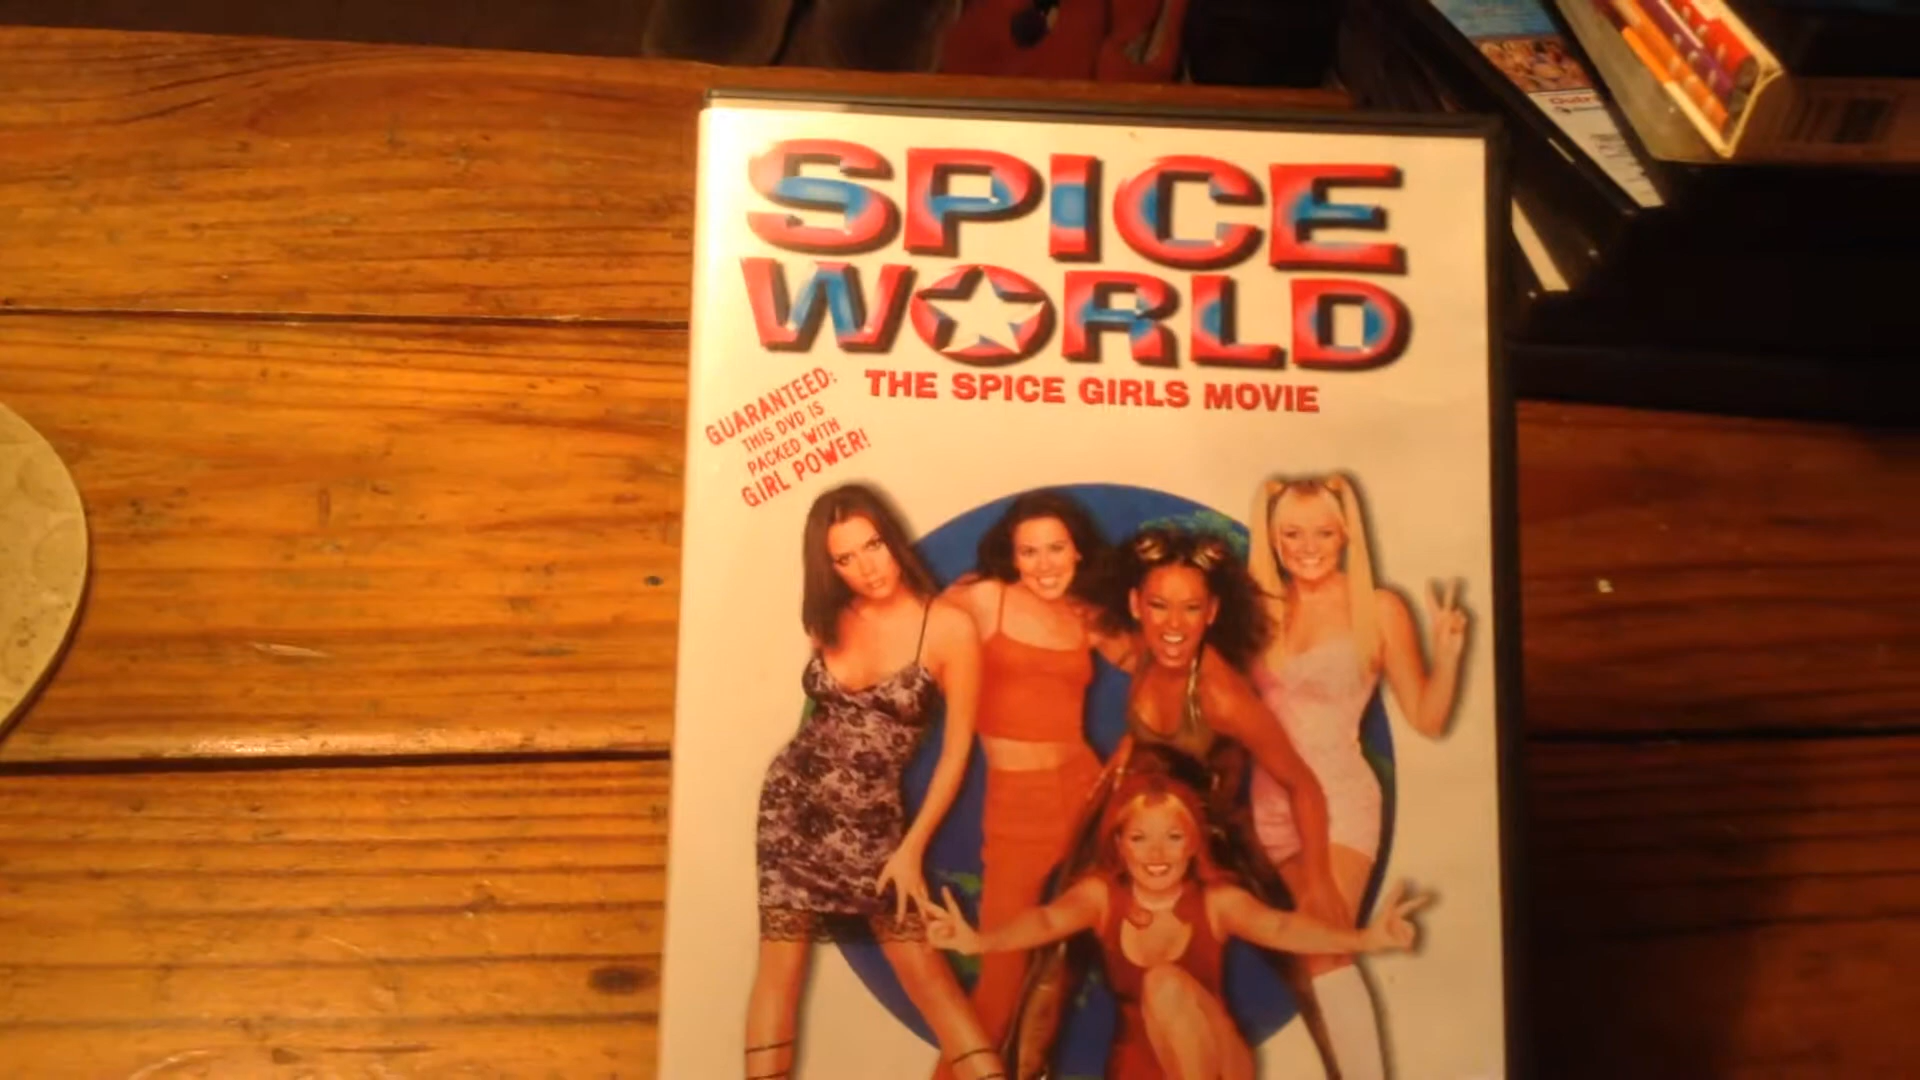 SPICE
WORLD
THE SPICE GIRLS MOVIE
GUARANTEED:
THIS DVD IS
PACKED WITH
GIRL POWER!